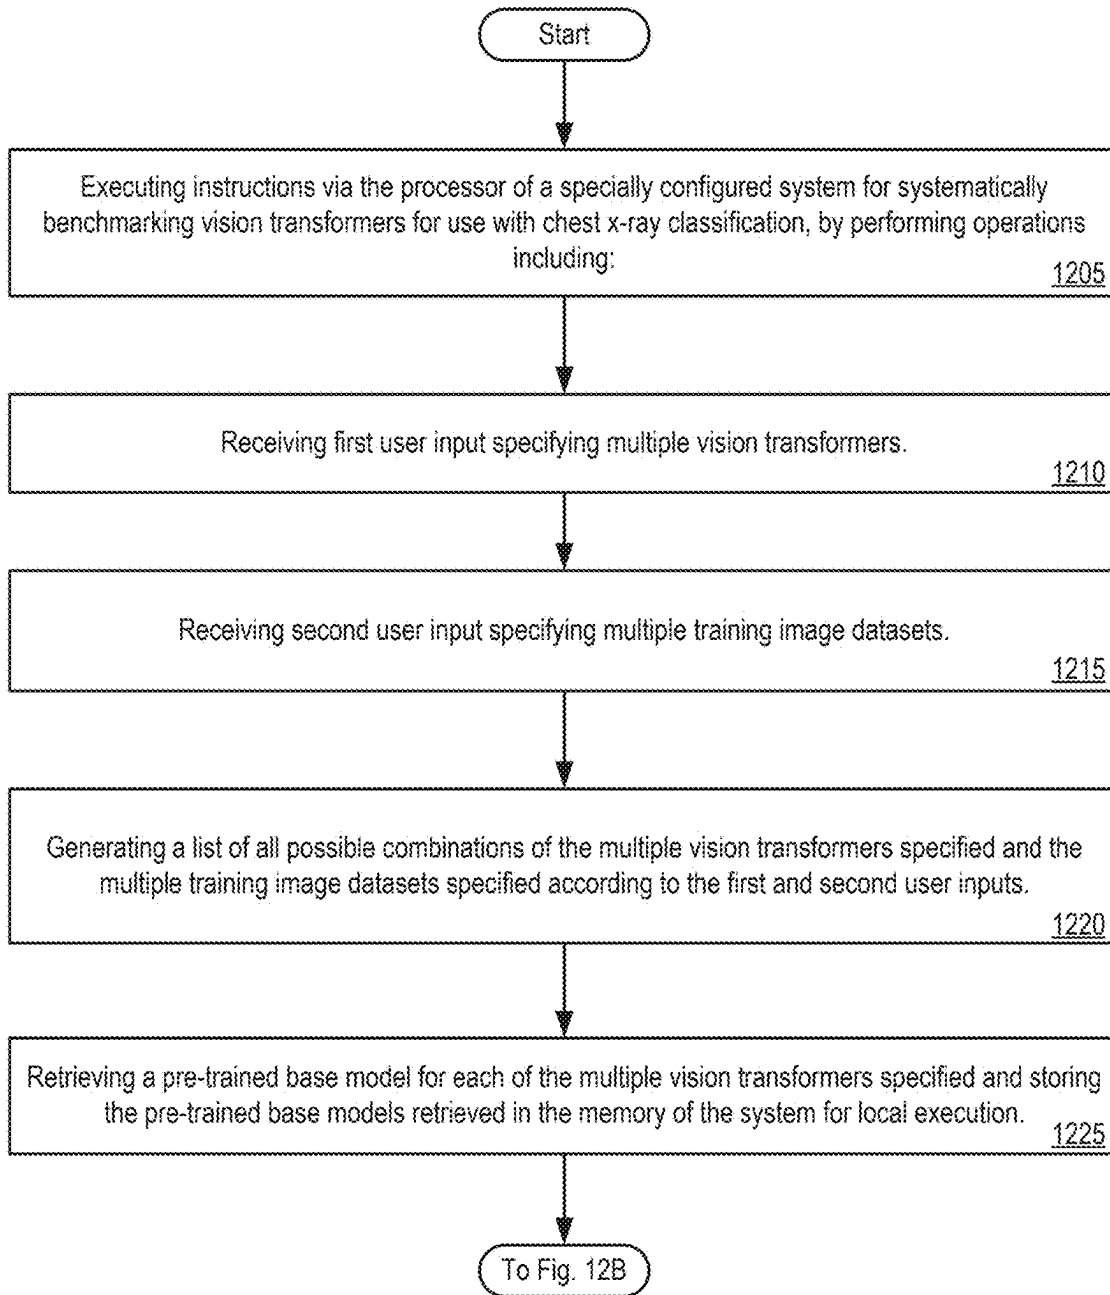 Start
Executing instructions via the processor of a specially configured system for systematically
benchmarking vision transformers for use with chest x-ray classification, by performing operations
including:
1205
Receiving first user input specifying multiple vision transformers.
1210
Receiving second user input specifying multiple training image datasets.
1215
Generating a list of all possible combinations of the multiple vision transformers specified and the
multiple training image datasets specified according to the first and second user inputs.
1220
Retrieving a pre-trained base model for each of the multiple vision transformers specified and storing
the pre-trained base models retrieved in the memory of the system for local execution.
1225
To Fig. 12B